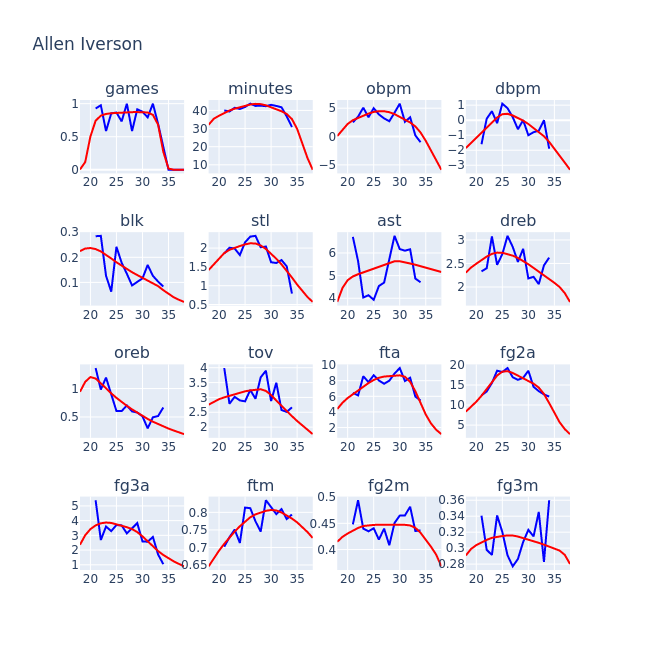 Allen Iverson
games minutes obpm dbpm
1 0.5 0 20 25 30 35
40 30 20 10 20 25 30 35
5 0 −5 20 25 30 35
1 0 −1 −2 −3 20 25 30 35
blk stl ast dreb
0.3 0.2 0.1 20 25 30 35
2 1.5 1 0.5 20 25 30 35
6 5 4 20 25 30 35
3 2.5 2 20 25 30 35
oreb tov fta fg2a
1 0.5 20 25 30 35
4 3.5 3 2.5 2 20 25 30 35
10 8 6 4 2 20 25 30 35
20 15 10 5 20 25 30 35
fg3a ftm fg2m fg3m
5 4 3 2 1 20 25 30 35
0.8 0.75 0.7 0.65 20 25 30 35
0.5 0.45 0.4 20 25 30 35
0.36 0.34 0.32 0.3 0.28 20 25 30 35